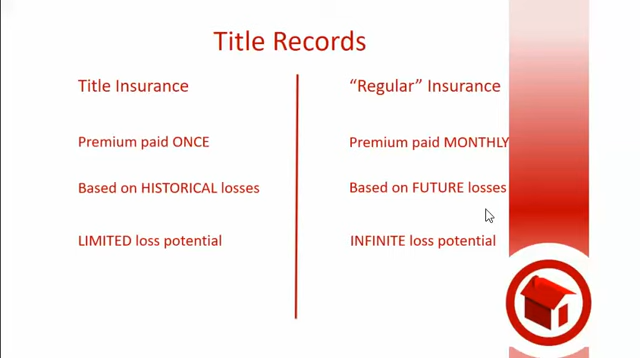 Title Records
Title Insurance
"Regular" Insurance
Premium paid ONCE
Premium paid MONTHLY
Based on HISTORICAL losses
Based on FUTURE losses
LIMITED loss potential
INFINITE loss potential